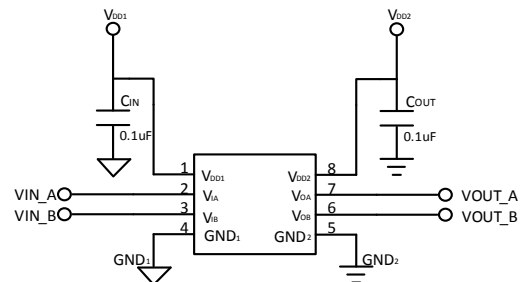 VDD1 VDD2
CIN COUT
0.1uF 0.1uF
1 VDD1 VDD2 8
VIN_A 2 VIA VOA 7 VOUT_A
VIN_B 3 VIB VOB 6 VOUT_B
4 GND1 GND2 5
GND1 GND2